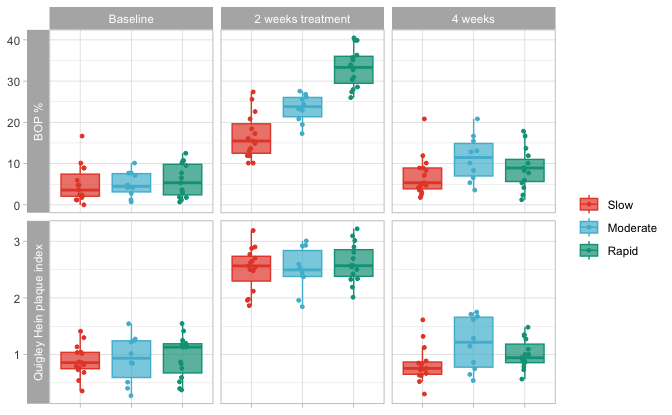 Baseline
2 weeks treatment
4 weeks
BOP %
40
30
20
10
0
Quigley Hein plaque index
3
2
1
Slow
Moderate
Rapid